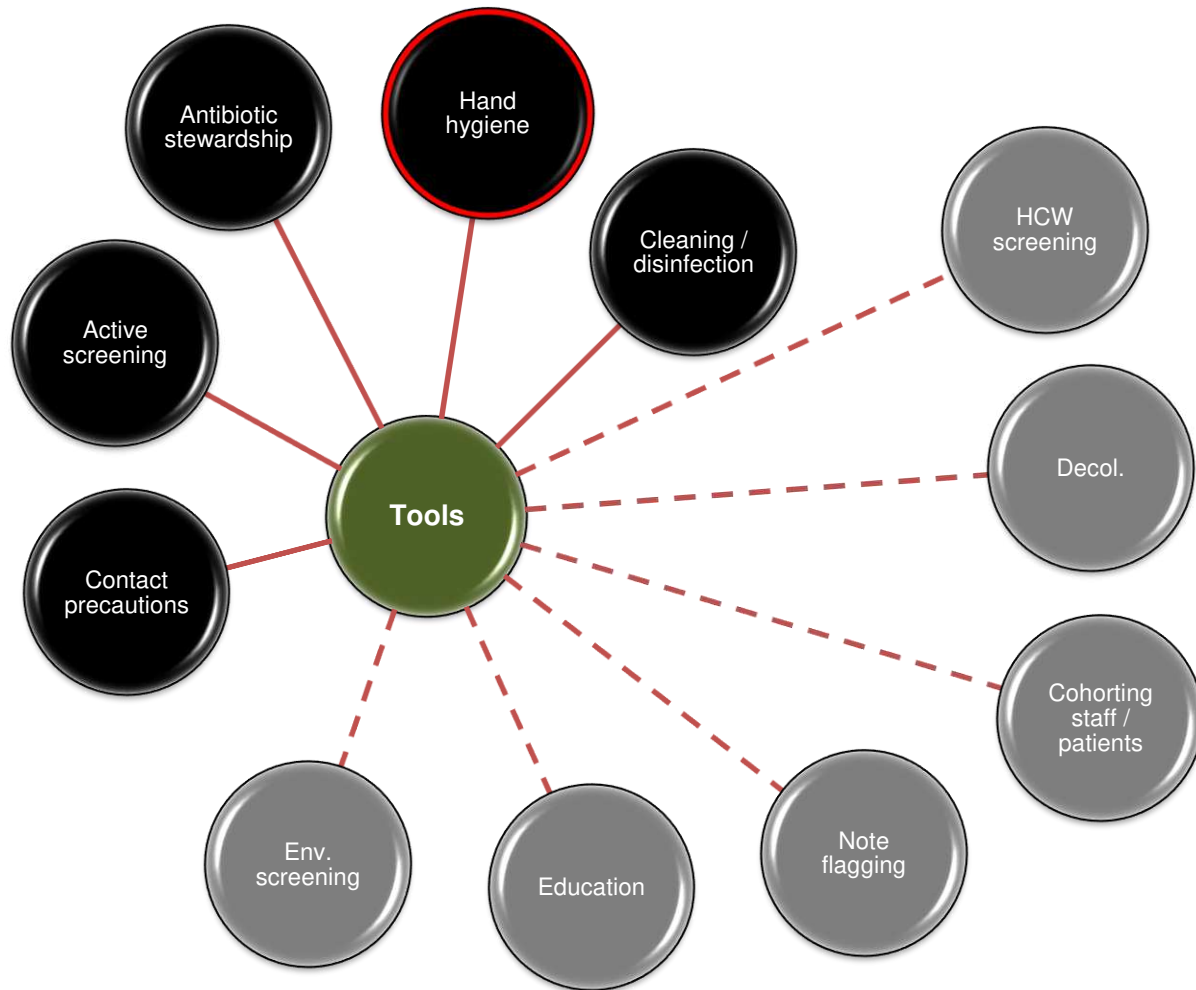 Hand
hygiene
Antibiotic
stewardship
Cleaning /
disinfection
HCW
screening
Active
screening
Decol.
Tools
Contact
precautions
Cohorting
staff /
patients
Note
flagging
Env.
screening
Education